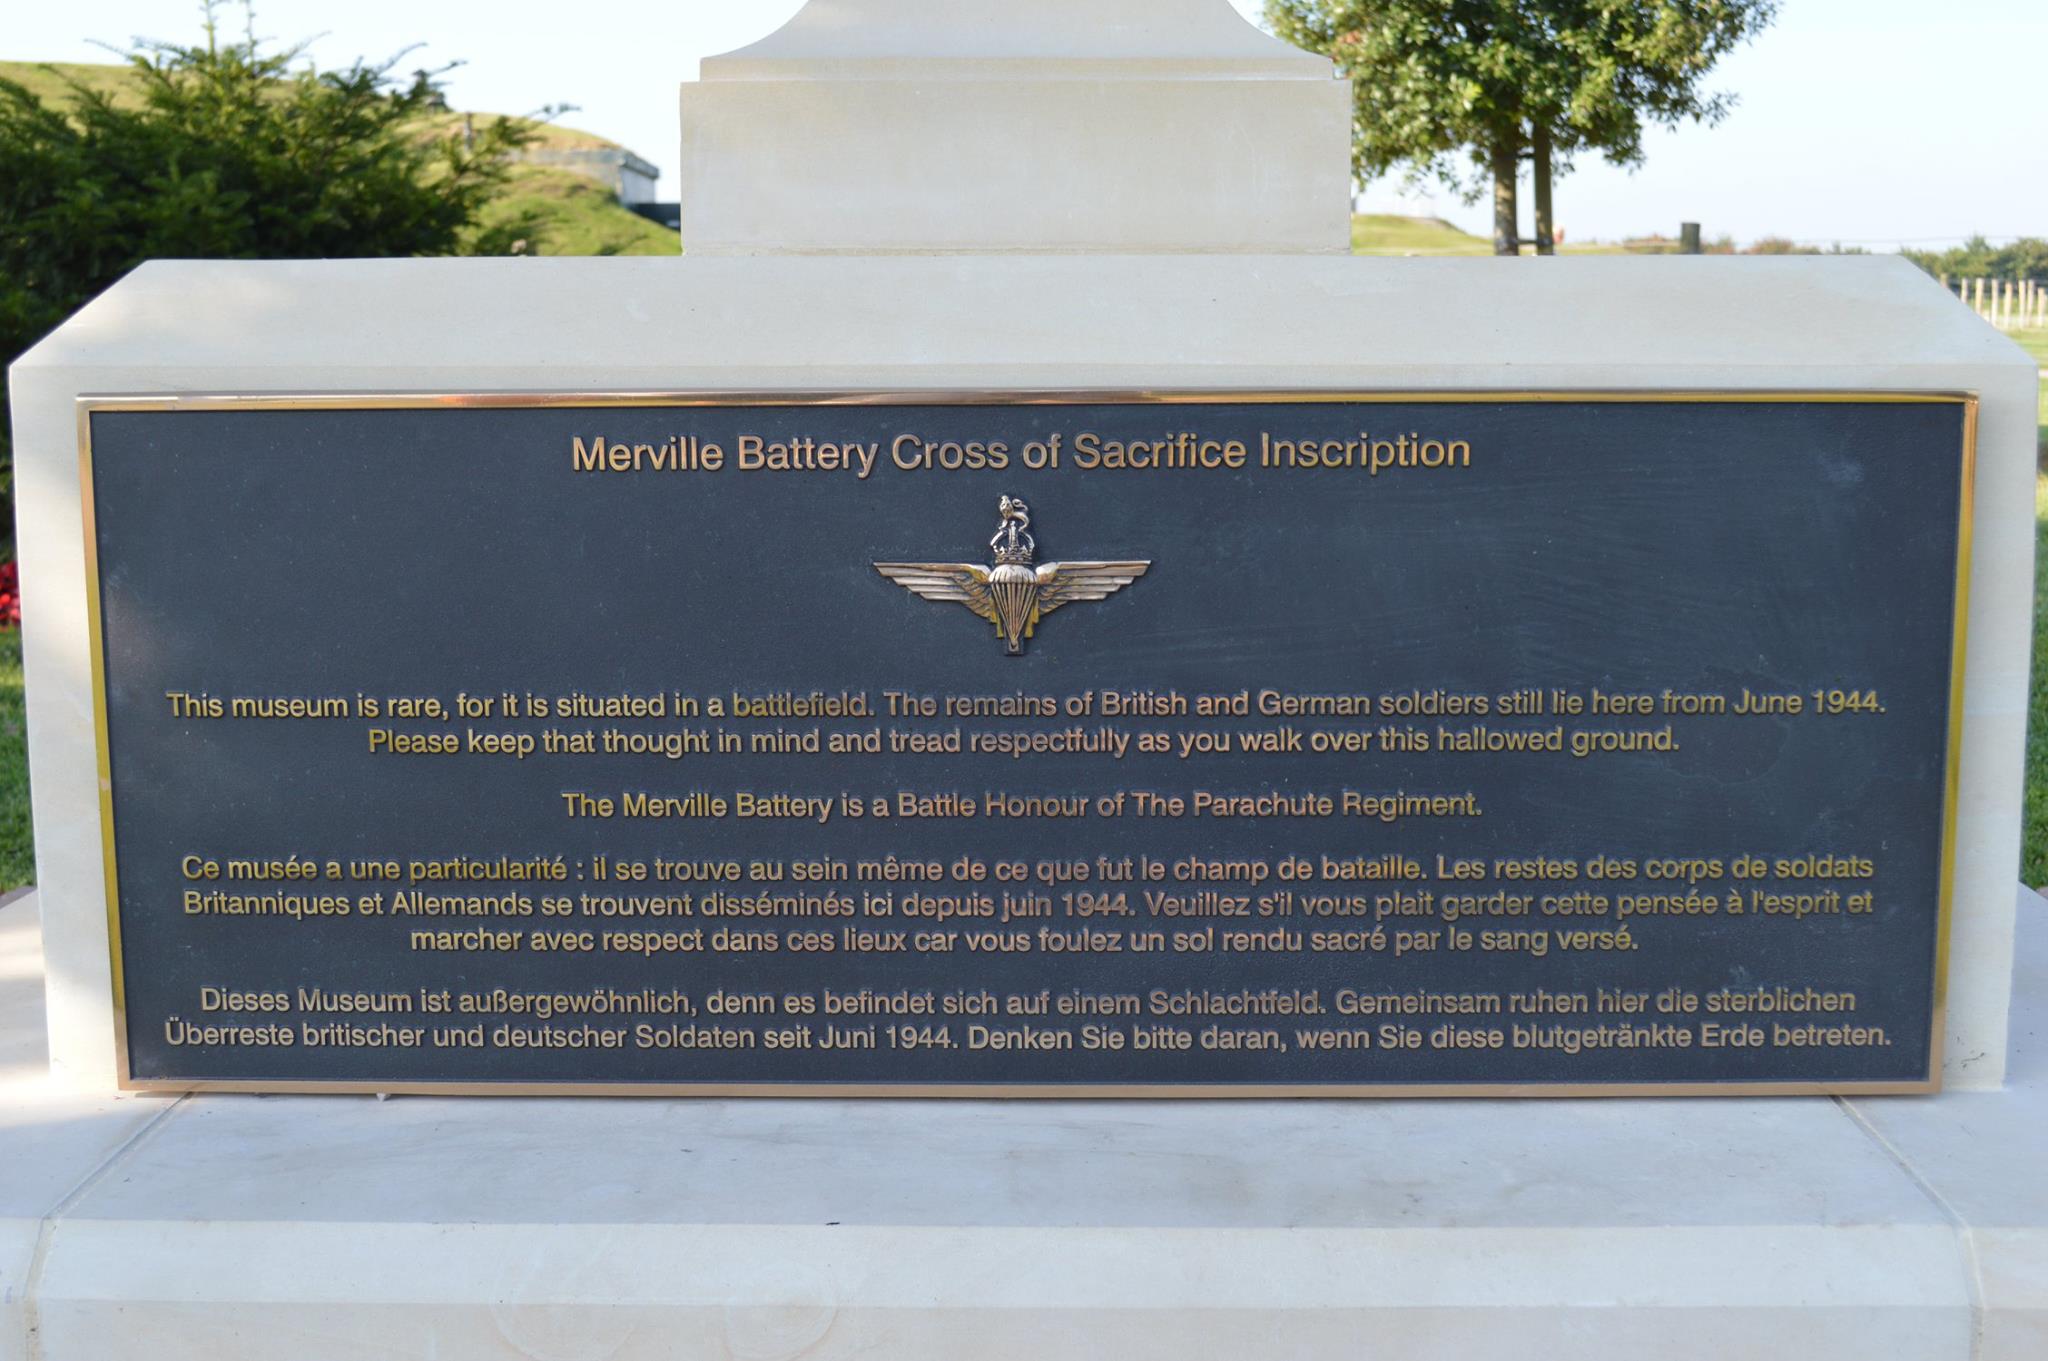 Merville Battery Cross of Sacrifice Inscription
This museum is rare, for it is situated in a battlefield. The remains of British and German soldiers still lie here from June 1944.
Please keep that thought in mind and tread respectfully as you walk over this hallowed ground.
The Merville Battery is a Battle Honour of The Parachute Regiment.
Ce musée a une particularité : il se trouve au sein même de ce que fut le champ de bataille. Les restes des corps de soldats
Britanniques et Allemands se trouvent disséminés ici depuis juin 1944. Veuillez s'il vous plait garder cette pensée à l'esprit et
marcher avec respect dans ces lieux car vous foulez un sol rendu sacré par le sang versé.
Dieses Museum ist außergewöhnlich, denn es befindet sich auf einem Schlachtfeld. Gemeinsam ruhen hier die sterblichen
Überreste britischer und deutscher Soldaten seit Juni 1944. Denken Sie bitte daran, wenn Sie diese blutgetränkte Erde betreten.